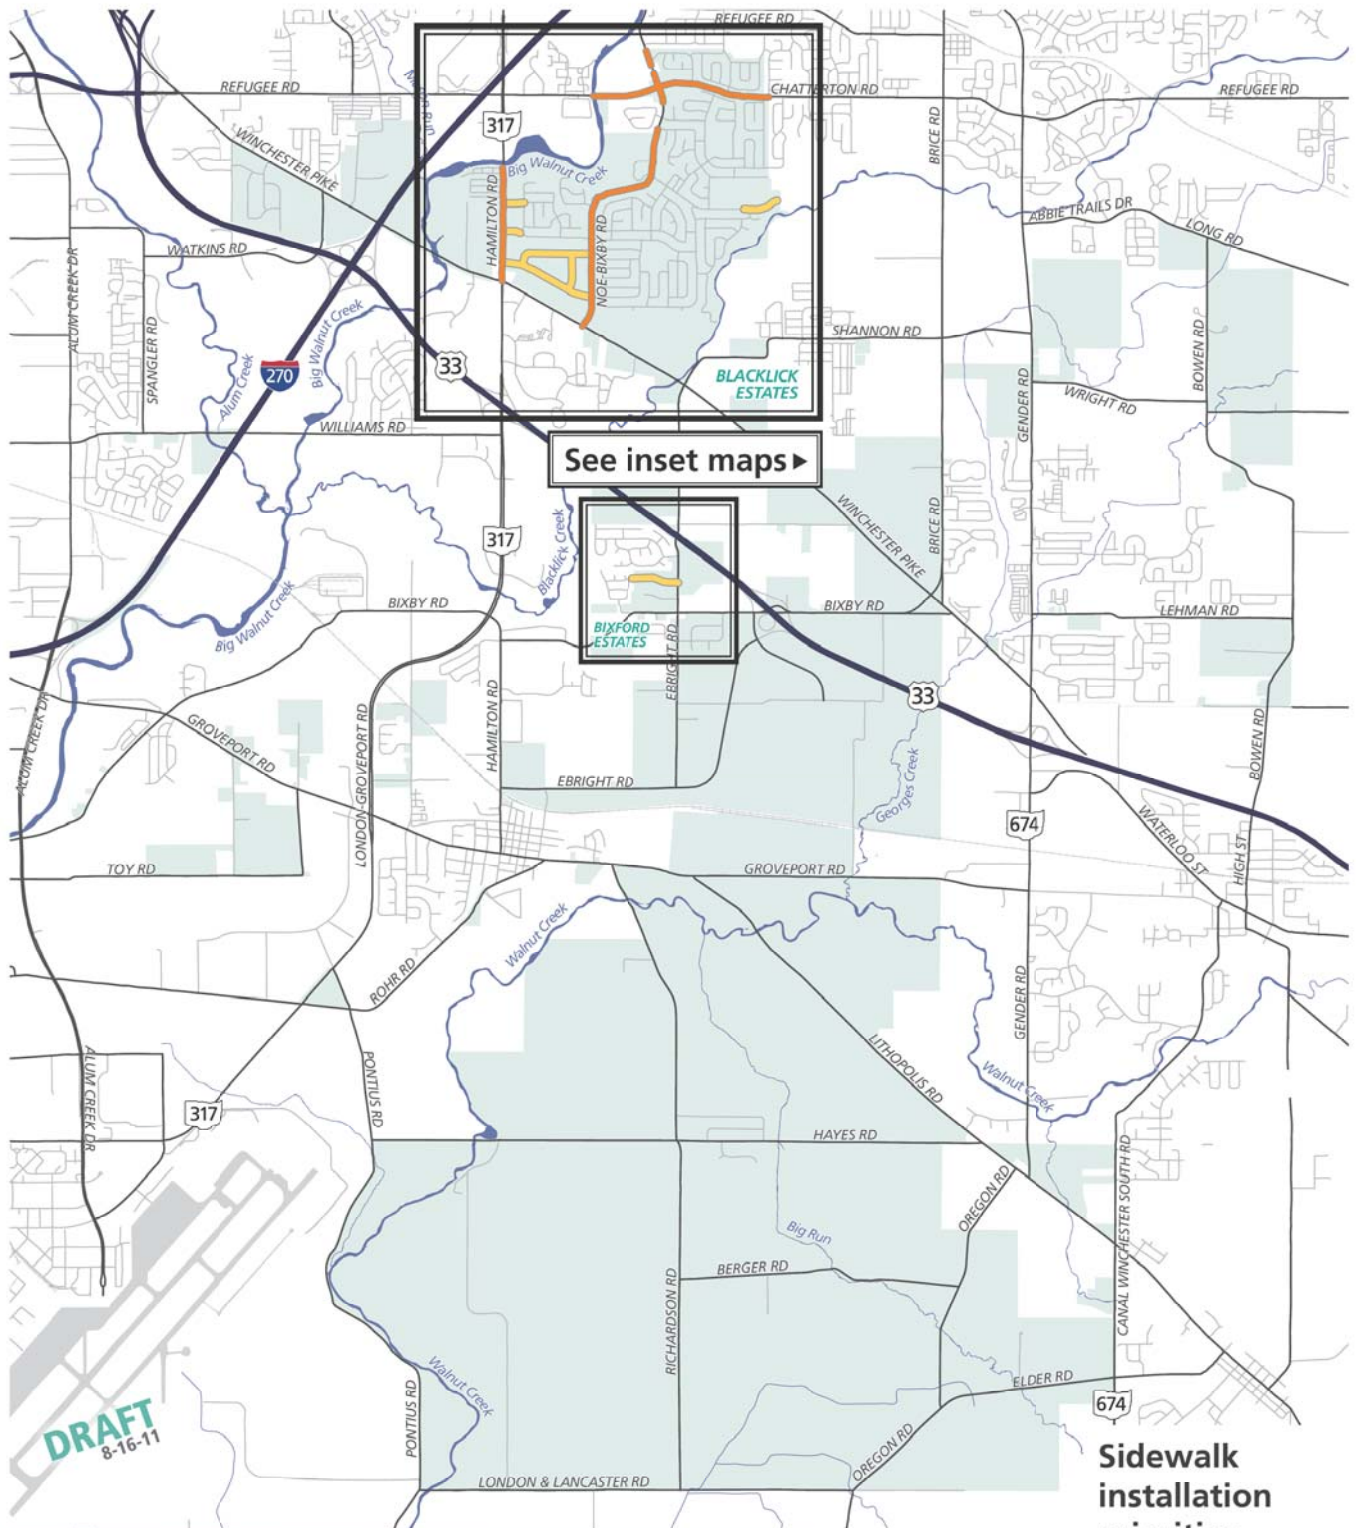 REFUGEE RD
REFUGEE RD
CHATTERTON RD
REFUGEE RD
317
WINCHESTER PIKE
BRICE RD
Big Walnut Creek
HAMILTON RD
NOE-BIXBY RD
ABBIE TRAILS DR
LONG RD
WATKINS RD
ALUM CREEK DR
SPANGLER RD
Big Walnut Creek
Alum Creek
270
33
SHANNON RD
BOWEN RD
BLACKLICK
ESTATES
GENDER RD
WRIGHT RD
WILLIAMS RD
See inset maps
WINCHESTER PIKE
BRICE RD
317
Blacklick Creek
Big Walnut Creek
BIXBY RD
BIXBY RD
LEHMAN RD
BIXFORD
ESTATES
EBRIGHT RD
33
ALUM CREEK DR
GROVEPORT RD
LONDON-GROVEPORT RD
HAMILTON RD
BOWEN RD
EBRIGHT RD
Georges Creek
674
WATERLOO ST
HIGH ST
TOY RD
GROVEPORT RD
Walnut Creek
ROHR RD
GENDER RD
ALUM CREEK DR
PONTIUS RD
LITHOPOLIS RD
Walnut Creek
317
HAYES RD
OREGON RD
CANAL WINCHESTER SOUTH RD
Big Run
BERGER RD
RICHARDSON RD
Walnut Creek
ELDER RD
674
DRAFT
8-16-11
PONTIUS RD
OREGON RD
LONDON & LANCASTER RD
Sidewalk
installation